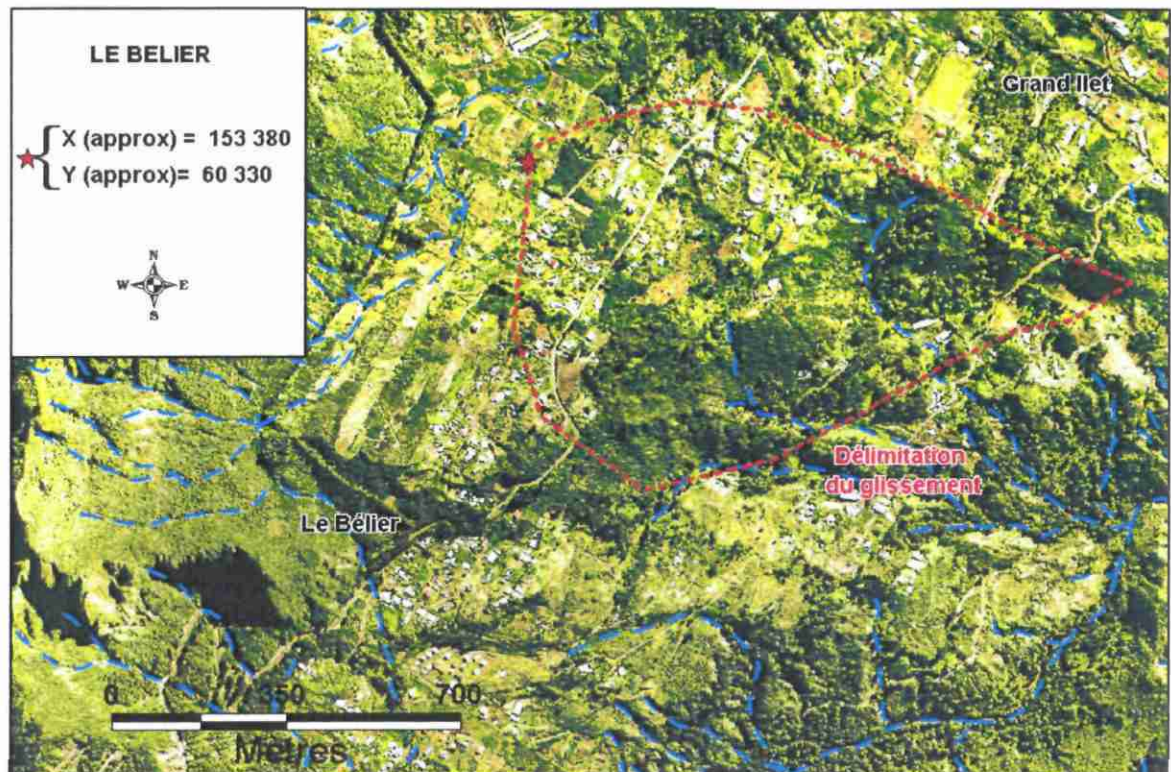 LE BELIER
X (approx) = 153 380
Y (approx)= 60 330
N
W E
S
Grand Ilet
Délimitation
du glissement
Le Bélier
0 350 700
Mètres